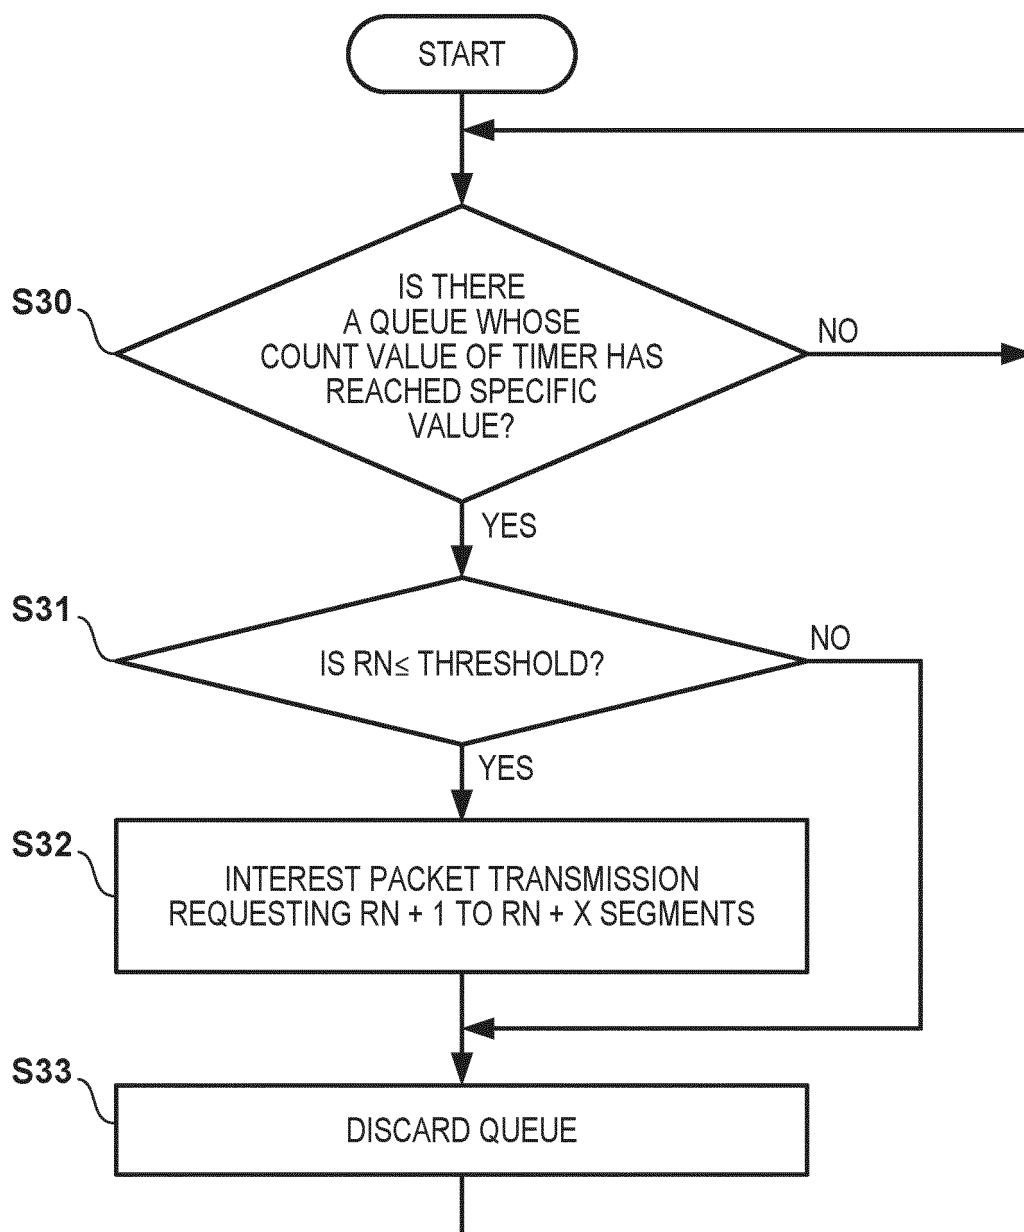 START
S30
IS THERE
A QUEUE WHOSE
COUNT VALUE OF TIMER HAS
REACHED SPECIFIC
VALUE?
NO
YES
S31
IS RN≤ THRESHOLD?
NO
YES
S32
INTEREST PACKET TRANSMISSION
REQUESTING RN + 1 TO RN + X SEGMENTS
S33
DISCARD QUEUE